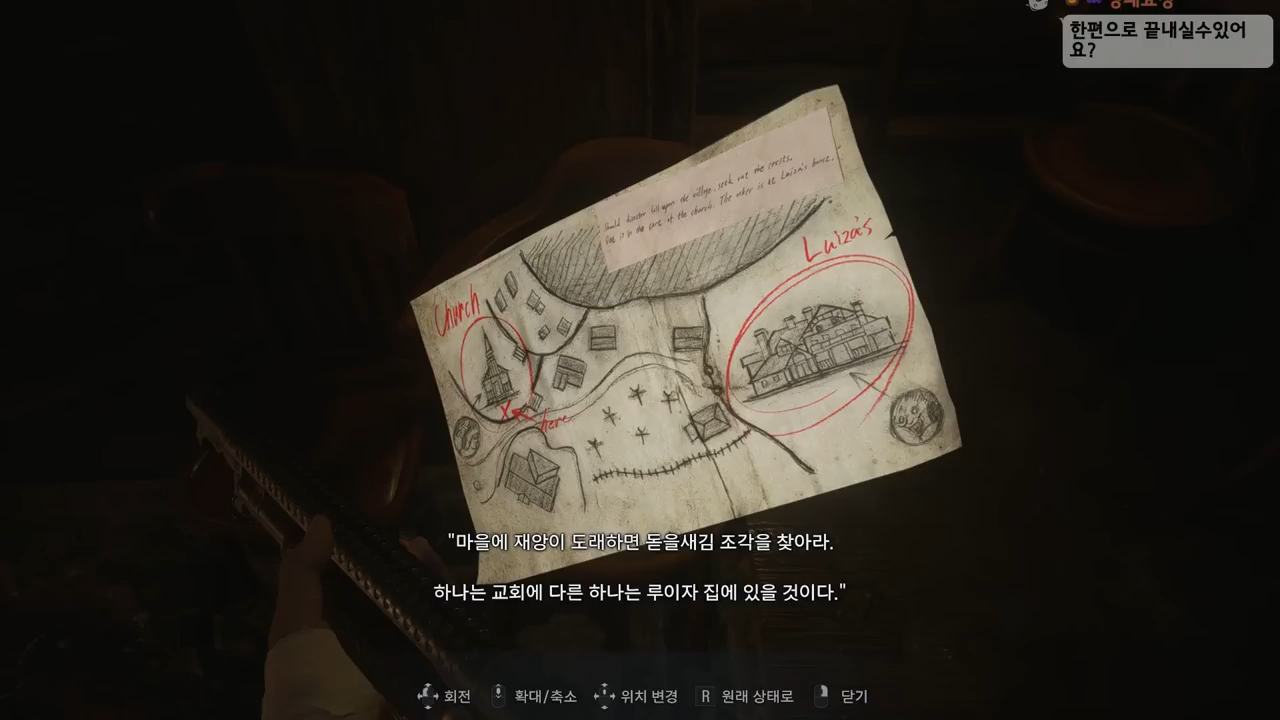 한편으로 끝내실수있어
요?
Should disaster fall upon the village, seek out the crests.
One is in the care of the church. The other is at Luiza's house.
Luiza's
Church
here
"마을에 재앙이 도래하면 돋을새김 조각을 찾아라.
하나는 교회에 다른 하나는 루이자 집에 있을 것이다."
회전 확대/축소 위치 변경 R 원래 상태로 닫기